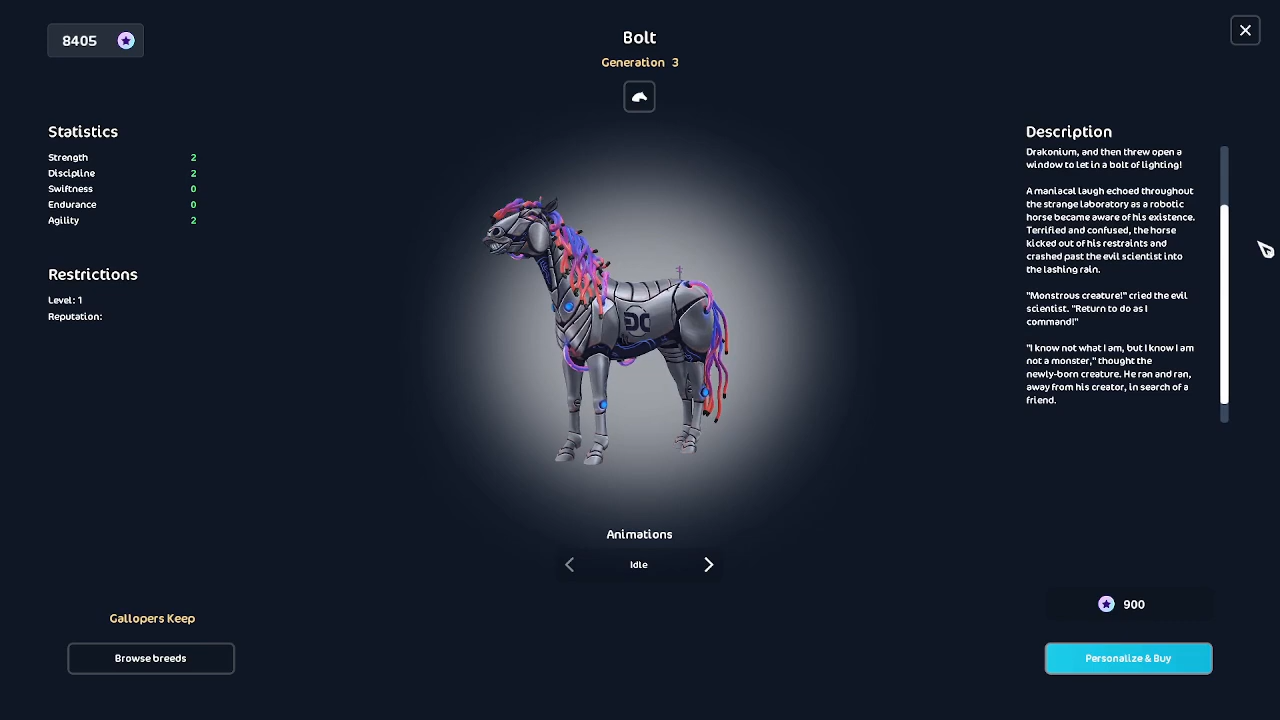 8405
Bolt
Generation 3
Statistics
Strength 2
Discipline 2
Swiftness 0
Endurance 0
Agility 2
Restrictions
Level: 1
Reputation:
Description
Drakonium, and then threw open a
window to let in a bolt of lighting!
A maniacal laugh echoed throughout
the strange laboratory as a robotic
horse became aware of his existence.
Terrified and confused, the horse
kicked out of his restraints and
crashed past the evil scientist into
the lashing rain.
"Monstrous creature!" cried the evil
scientist. "Return to do as I
command!"
"I know not what I am, but I know I am
not a monster," thought the
newly-born creature. He ran and ran,
away from his creator, in search of a
friend.
DC
Animations
Idle
Gallopers Keep
Browse breeds
900
Personalize & Buy